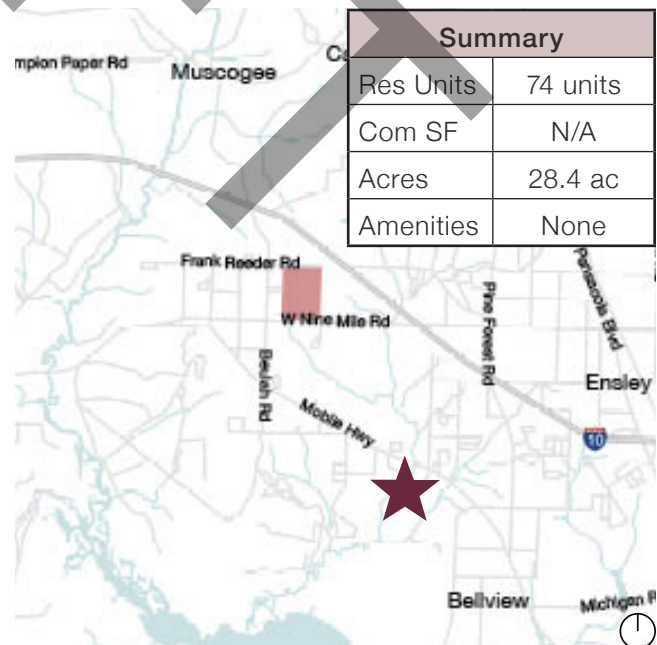 Summary
Res Units 74 units
Com SF N/A
Acres 28.4 ac
Amenities None
mpion Paper Rd
Muscogee
Ca
Frank Reeder Rd
W Nine Mile Rd
Beulah Rd
Mobile Hwy
Pine Forest Rd
Pensacola Blvd
Ensley
10
Bellview
Michigan R